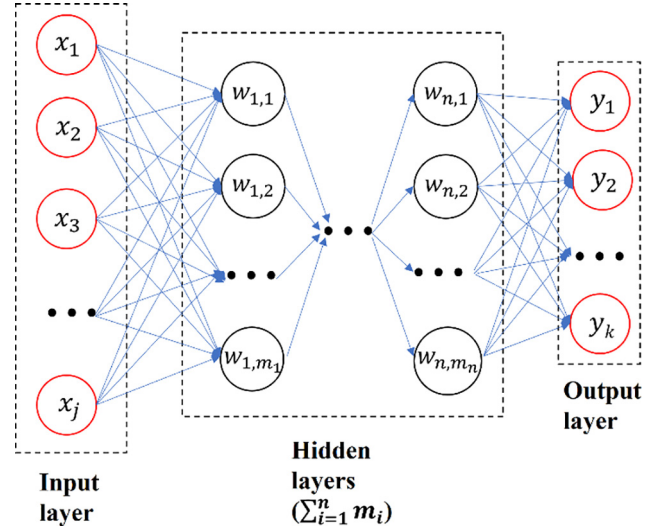 x₁
x₂
x₃
• • •
xⱼ
w₁,₁
w₁,₂
• • •
w₁,ₘ₁
• • •
wₙ,₁
wₙ,₂
• • •
wₙ,ₘₙ
y₁
y₂
• • •
yₖ
Input
layer
Hidden
layers
(∑ⁿᵢ₌₁ mᵢ)
Output
layer